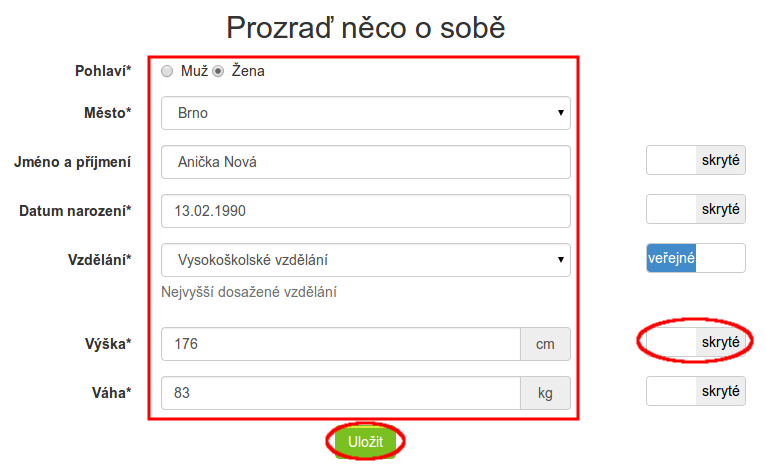 Prozraď něco o sobě
Pohlaví* Muž Žena
Město* Brno
Jméno a příjmení Anička Nová skryté
Datum narození* 13.02.1990 skryté
Vzdělání* Vysokoškolské vzdělání veřejné
Nejvyšší dosažené vzdělání
Výška* 176 cm skryté
Váha* 83 kg skryté
Uložit